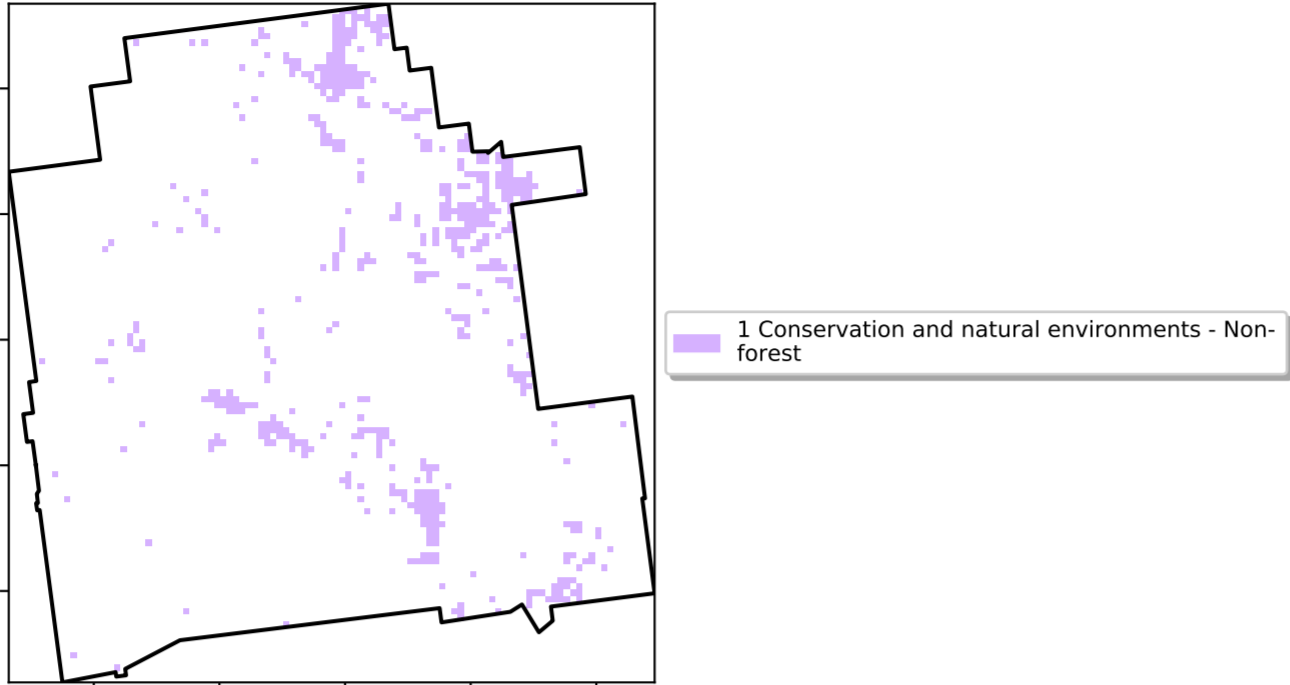 1 Conservation and natural environments - Non-
forest